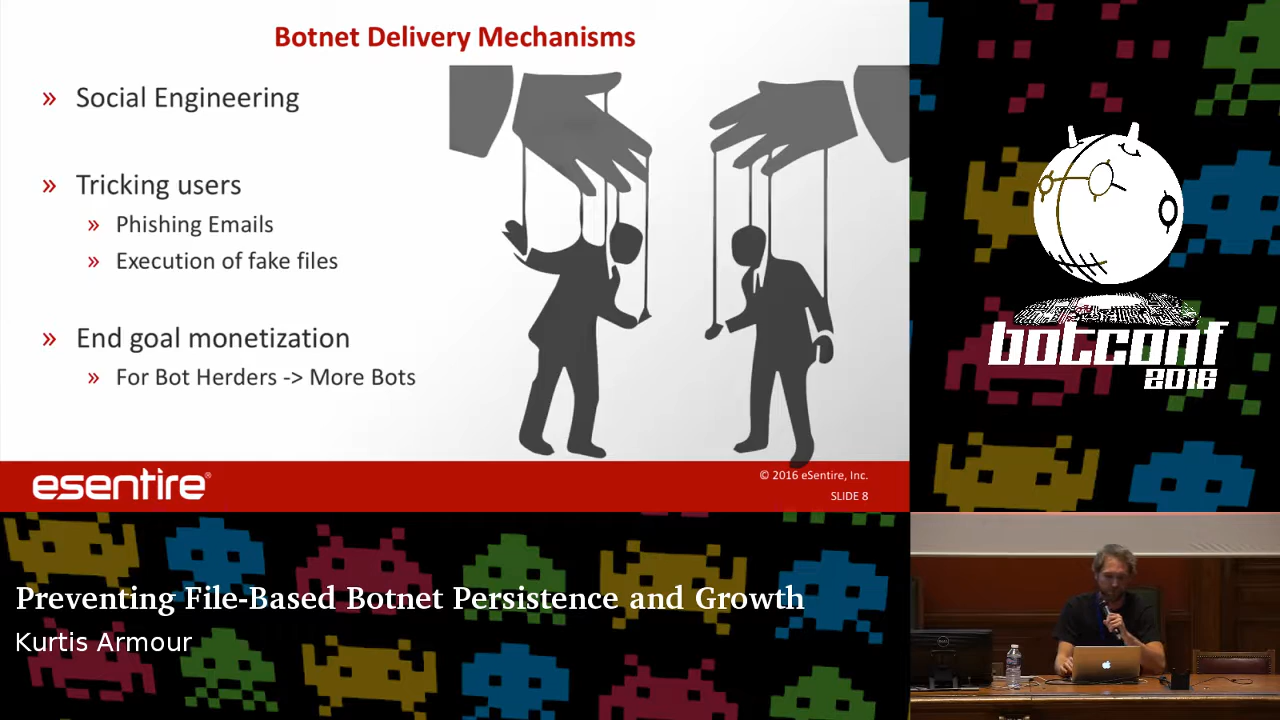 Botnet Delivery Mechanisms
» Social Engineering
» Tricking users
» Phishing Emails
» Execution of fake files
» End goal monetization
» For Bot Herders -> More Bots
esentire®
© 2016 eSentire, Inc.
SLIDE 8
botconf
2016
Preventing File-Based Botnet Persistence and Growth
Kurtis Armour